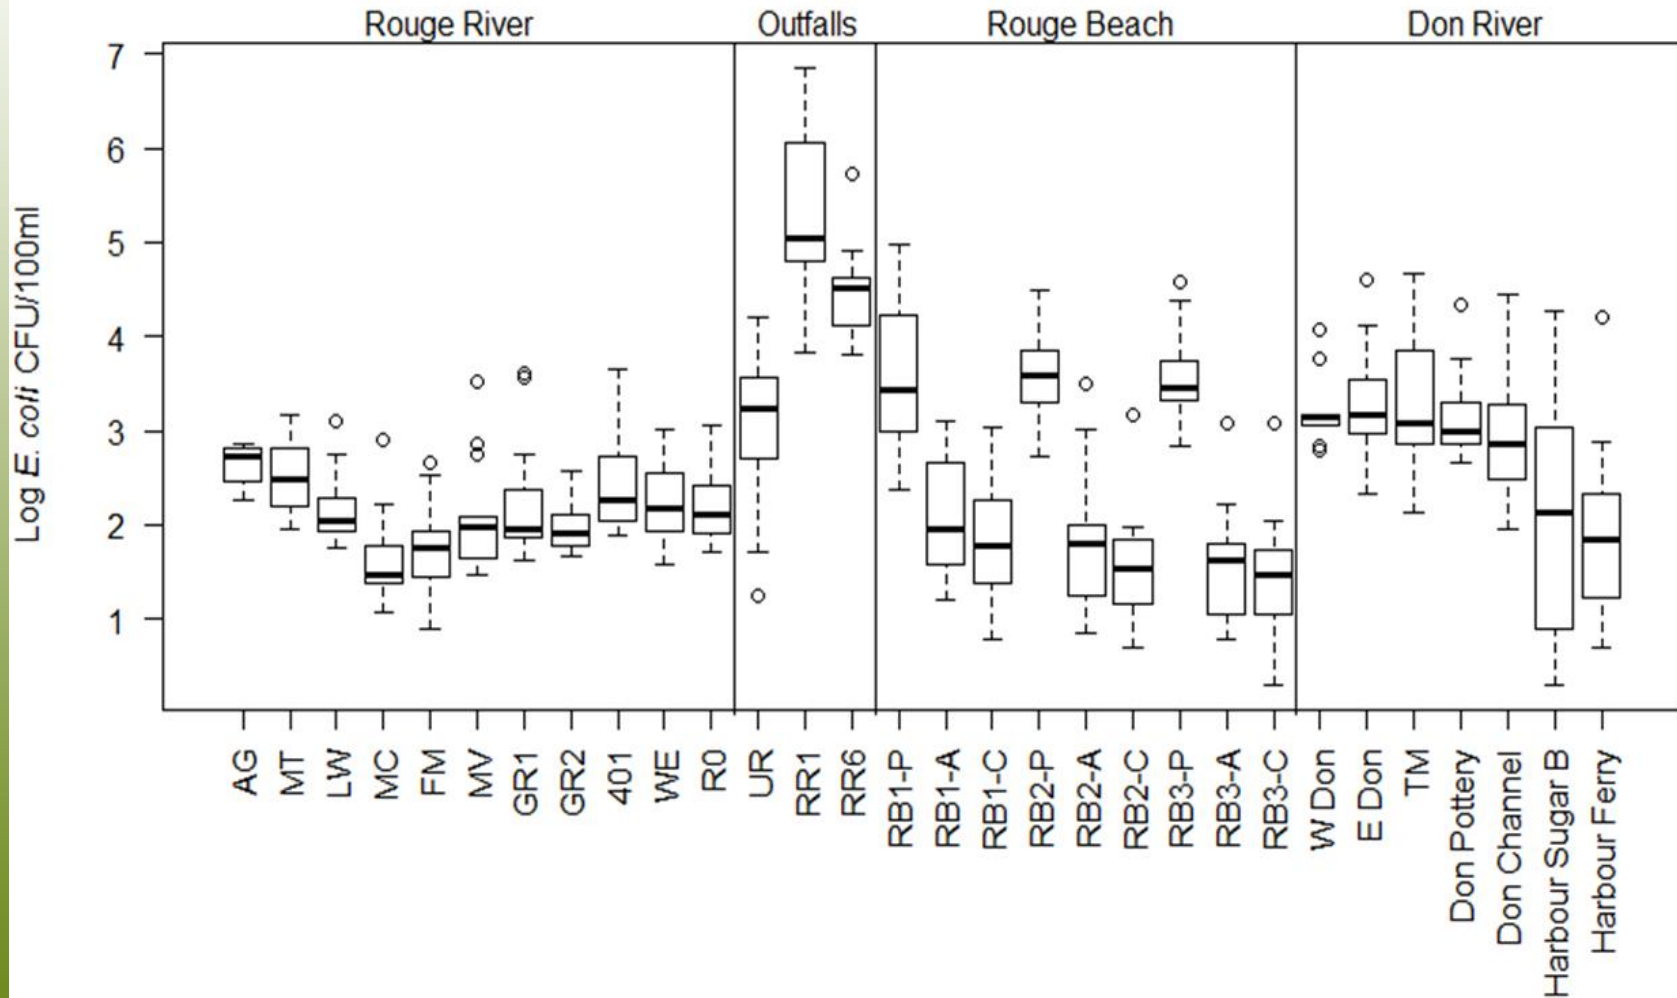 Rouge River Outfalls Rouge Beach Don River
7
6
5
4
3
2
1
Log E. coli CFU/100ml
AG MT LW MC FM MV GR1 GR2 401 WE R0 UR RR1 RR6 RB1-P RB1-A RB1-C RB2-P RB2-A RB2-C RB3-P RB3-A RB3-C W Don E Don TM Don Pottery Don Channel Harbour Sugar B Harbour Ferry